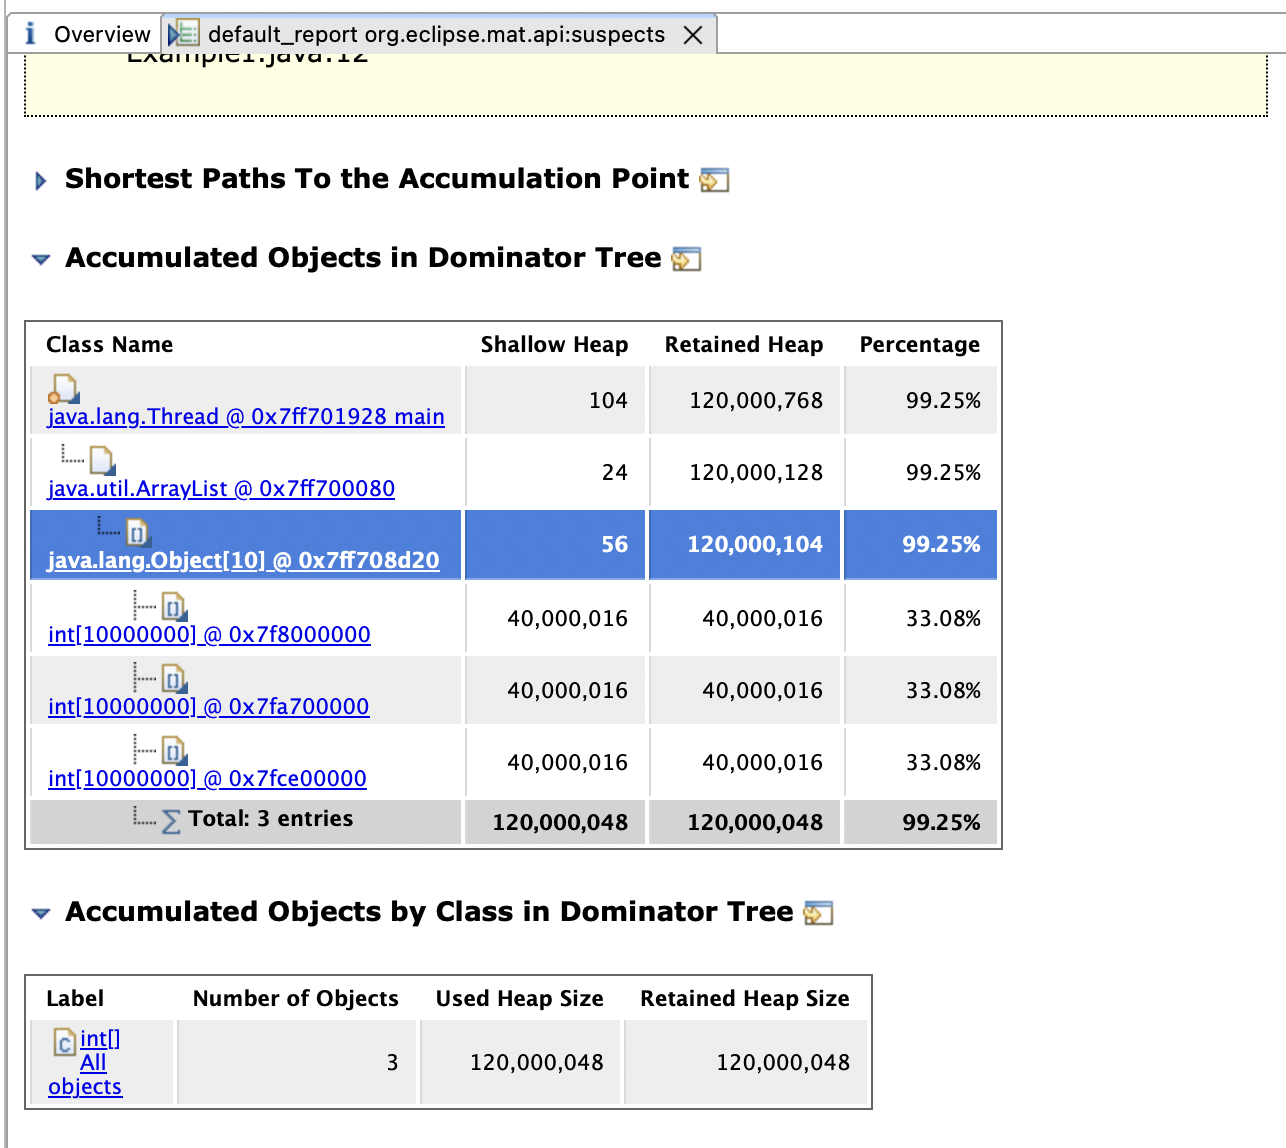 Overview default_report org.eclipse.mat.api:suspects
Example1.java:12
Shortest Paths To the Accumulation Point
Accumulated Objects in Dominator Tree
Class Name Shallow Heap Retained Heap Percentage
java.lang.Thread @ 0x7ff701928 main 104 120,000,768 99.25%
java.util.ArrayList @ 0x7ff700080 24 120,000,128 99.25%
java.lang.Object[10] @ 0x7ff708d20 56 120,000,104 99.25%
int[10000000] @ 0x7f8000000 40,000,016 40,000,016 33.08%
int[10000000] @ 0x7fa700000 40,000,016 40,000,016 33.08%
int[10000000] @ 0x7fce00000 40,000,016 40,000,016 33.08%
Total: 3 entries 120,000,048 120,000,048 99.25%
Accumulated Objects by Class in Dominator Tree
Label Number of Objects Used Heap Size Retained Heap Size
int[]
All 3 120,000,048 120,000,048
objects